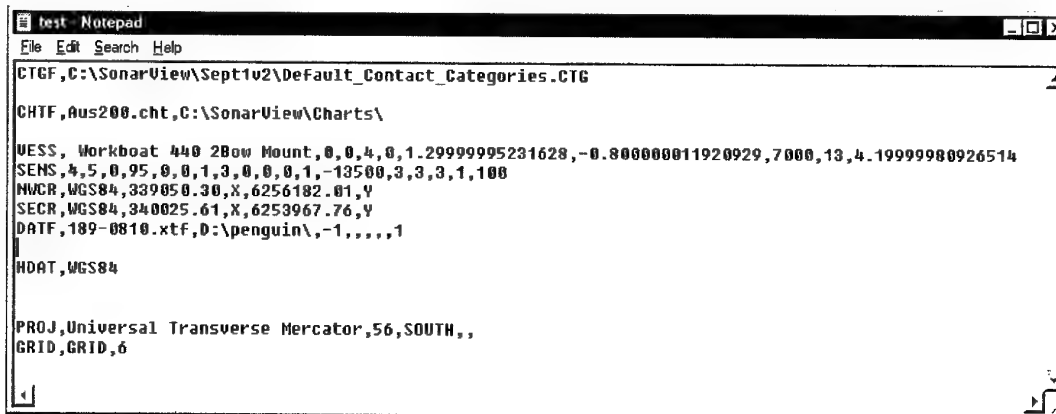 test - Notepad
File Edit Search Help
CTGF,C:\SonarView\Sept1v2\Default_Contact_Categories.CTG
CHTF,Aus200.cht,C:\SonarView\Charts\
VESS, Workboat 440 2Bow Mount,0,0,4,0,1.29999995231628,-0.800000011920929,7000,13,4.19999980926514
SENS,4,5,0,95,0,0,1,3,0,0,0,1,-13500,3,3,3,1,100
NWCR,WGS84,339050.30,X,6256182.01,Y
SECR,WGS84,340025.61,X,6253967.76,Y
DATF,189-0810.xtf,D:\penguin\,-1,,,,,1
HDAT,WGS84
PROJ,Universal Transverse Mercator,56,SOUTH,,
GRID,GRID,6